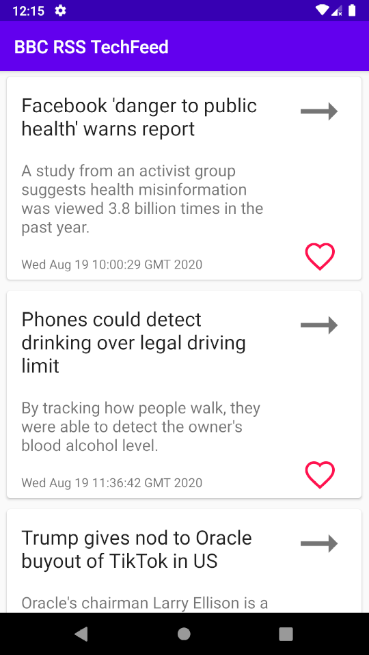 12:15
BBC RSS TechFeed
Facebook 'danger to public
health' warns report
A study from an activist group
suggests health misinformation
was viewed 3.8 billion times in the
past year.
Wed Aug 19 10:00:29 GMT 2020
Phones could detect
drinking over legal driving
limit
By tracking how people walk, they
were able to detect the owner's
blood alcohol level.
Wed Aug 19 11:36:42 GMT 2020
Trump gives nod to Oracle
buyout of TikTok in US
Oracle's chairman Larry Ellison is a